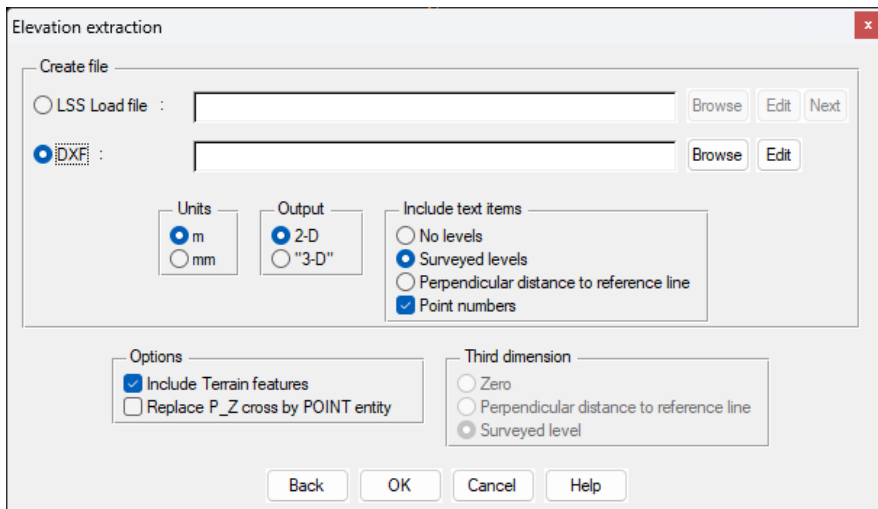 Elevation extraction
x
Create file
LSS Load file :
Browse Edit Next
DXF :
Browse Edit
Units Output Include text items
m 2-D No levels
mm "3-D" Surveyed levels
Perpendicular distance to reference line
Point numbers
Options Third dimension
Include Terrain features Zero
Replace P_Z cross by POINT entity Perpendicular distance to reference line
Surveyed level
Back OK Cancel Help